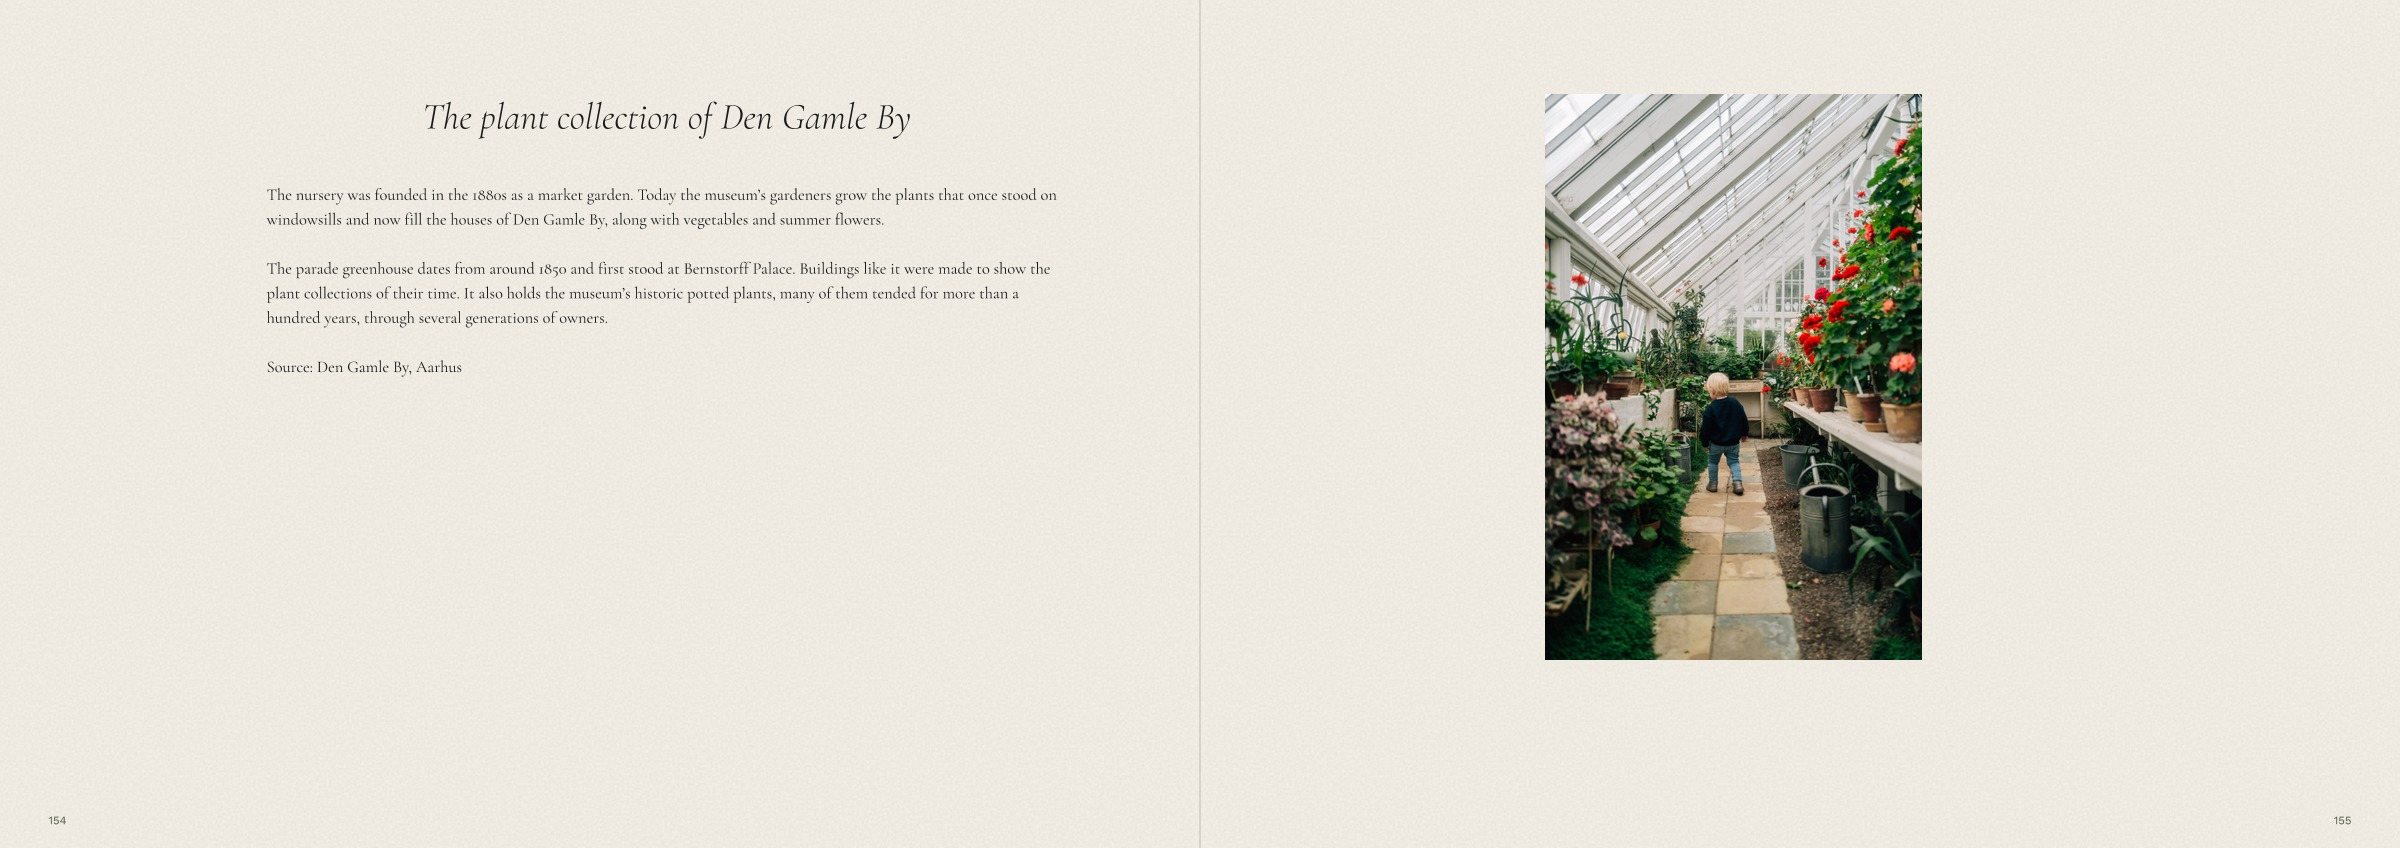 The plant collection of Den Gamle By
The nursery was founded in the 1880s as a market garden. Today the museum’s gardeners grow the plants that once stood on
windowsills and now fill the houses of Den Gamle By, along with vegetables and summer flowers.
The parade greenhouse dates from around 1850 and first stood at Bernstorff Palace. Buildings like it were made to show the
plant collections of their time. It also holds the museum’s historic potted plants, many of them tended for more than a
hundred years, through several generations of owners.
Source: Den Gamle By, Aarhus
154
155